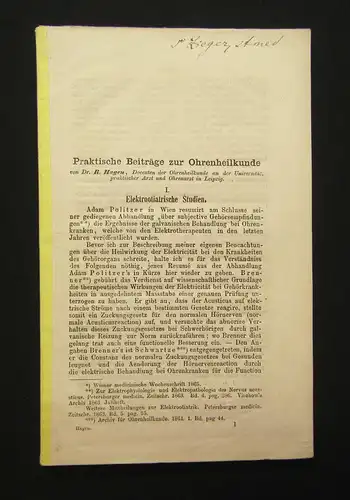 Praktische Beiträge zur Ohrenheilkunde
von Dr. R. Hagen, Docenten der Ohrenheilkunde an der Universität,
praktischer Arzt und Ohrenarzt in Leipzig.
I.
Elektrootiatrische Studien.
Adam Politzer in Wien resumirt am Schlusse sei-
ner gediegenen Abhandlung „über subjective Gehörsempfindun-
gen“*) die Ergebnisse der galvanischen Behandlung bei Ohren-
kranken, welche von den Elektrotherapeuten in den letzten
Jahren veröffentlicht wurden.
Bevor ich zur Beschreibung meiner eigenen Beobachtungen
über die Heilwirkung der Elektricität bei den Krankheiten
des Gehörorgans schreite, halte ich es für das Verständniss
des Folgenden nöthig, jenes Resumé aus der Abhandlung
Adam Politzer's in Kürze hier wieder zu geben. Bren-
ner**) gebührt das Verdienst auf wissenschaftlicher Grundlage
die therapeutischen Wirkungen der Elektricität bei Gehörkrank-
heiten in ausgedehntem Maasstabe einer genauen Prüfung un-
terzogen zu haben. Er gibt an, dass der Acusticus auf elek-
trische Ströme nach einem bestimmten Gesetze reagire, stellte
somit ein Zuckungsgesetz für den normalen Hörnerven (nor-
male Acusticusreaction) auf, und versuchte das abnorme Ver-
halten dieses Zuckungsgesetzes bei Schwerhörigen durch gal-
vanische Reizung zur Norm zurückzuführen; wo Brenner dies
gelang trat auch eine functionelle Besserung ein. — Den An-
gaben Brenner's ist Schwartze***) entgegengetreten, indem
er die Constanz des normalen Zuckungsgesetzes bei Gesunden
leugnet und die Aenderung der Hörnervenreaction durch
die elektrische Behandlung bei Ohrenkranken für die Function
*) Wiener medicinische Wochenschrift 1865.
**) Zur Elektrophysiologie und Elektropathologie des Nervus acu-
sticus. Petersburger medicin. Zeitschr. 1863. Bd. 4. pag. 286. Virchow's
Archiv 1863. Juliheft.
Weitere Mittheilungen zur Elektrootiatrik. Petersburger medicin.
Zeitschr. 1863. Bd. 5. pag. 35.
***) Archiv für Ohrenheilkunde. 1864. 1. Bd. pag 44.
Hagen. 1